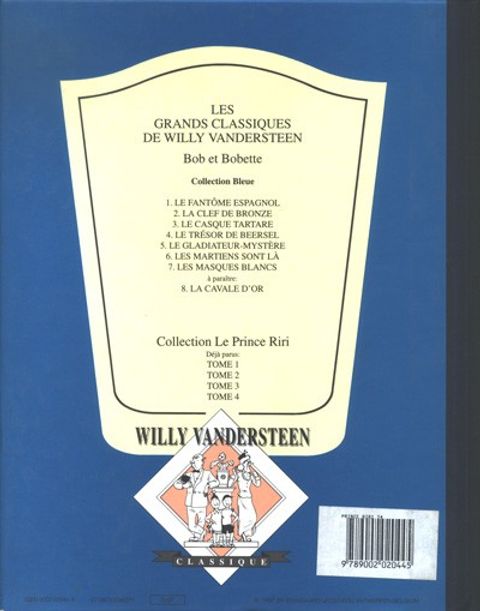 LES
GRANDS CLASSIQUES
DE WILLY VANDERSTEEN
Bob et Bobette
Collection Bleue
1. LE FANTÔME ESPAGNOL
2. LA CLEF DE BRONZE
3. LE CASQUE TARTARE
4. LE TRÉSOR DE BEERSEL
5. LE GLADIATEUR-MYSTÈRE
6. LES MARTIENS SONT LÀ
7. LES MASQUES BLANCS
à paraître:
8. LA CAVALE D'OR
Collection Le Prince Riri
Déjà parus:
TOME 1
TOME 2
TOME 3
TOME 4
WILLY VANDERSTEEN
CLASSIQUE
PRINCE RIRI T4
9 789002 020445